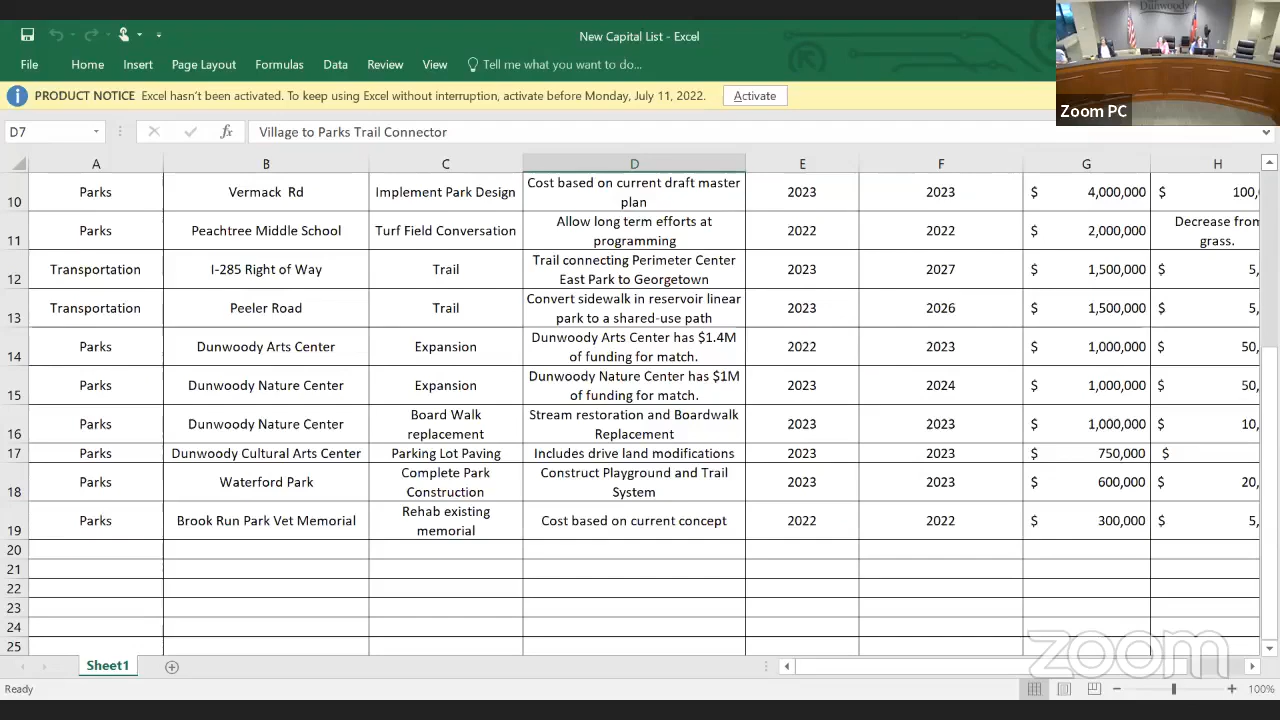 New Capital List - Excel
Dunwoody
File Home Insert Page Layout Formulas Data Review View Tell me what you want to do...
PRODUCT NOTICE Excel hasn't been activated. To keep using Excel without interruption, activate before Monday, July 11, 2022. Activate
Zoom PC
D7 fx Village to Parks Trail Connector
A B C D E F G H
10 Parks Vermack Rd Implement Park Design Cost based on current draft master 2023 2023 $ 4,000,000 $ 100,
plan
11 Parks Peachtree Middle School Turf Field Conversation Allow long term efforts at 2022 2022 $ 2,000,000 Decrease from
programming grass.
12 Transportation I-285 Right of Way Trail Trail connecting Perimeter Center 2023 2027 $ 1,500,000 $ 5,
East Park to Georgetown
13 Transportation Peeler Road Trail Convert sidewalk in reservoir linear 2023 2026 $ 1,500,000 $ 5,
park to a shared-use path
14 Parks Dunwoody Arts Center Expansion Dunwoody Arts Center has $1.4M 2022 2023 $ 1,000,000 $ 50,
of funding for match.
15 Parks Dunwoody Nature Center Expansion Dunwoody Nature Center has $1M 2023 2024 $ 1,000,000 $ 50,
of funding for match.
16 Parks Dunwoody Nature Center Board Walk Stream restoration and Boardwalk 2023 2023 $ 1,000,000 $ 10,
replacement Replacement
17 Parks Dunwoody Cultural Arts Center Parking Lot Paving Includes drive land modifications 2023 2023 $ 750,000 $
18 Parks Waterford Park Complete Park Construct Playground and Trail 2023 2023 $ 600,000 $ 20,
Construction System
19 Parks Brook Run Park Vet Memorial Rehab existing Cost based on current concept 2022 2022 $ 300,000 $ 5,
memorial
20
21
22
23
24
25
zoom
Sheet1
Ready 100%